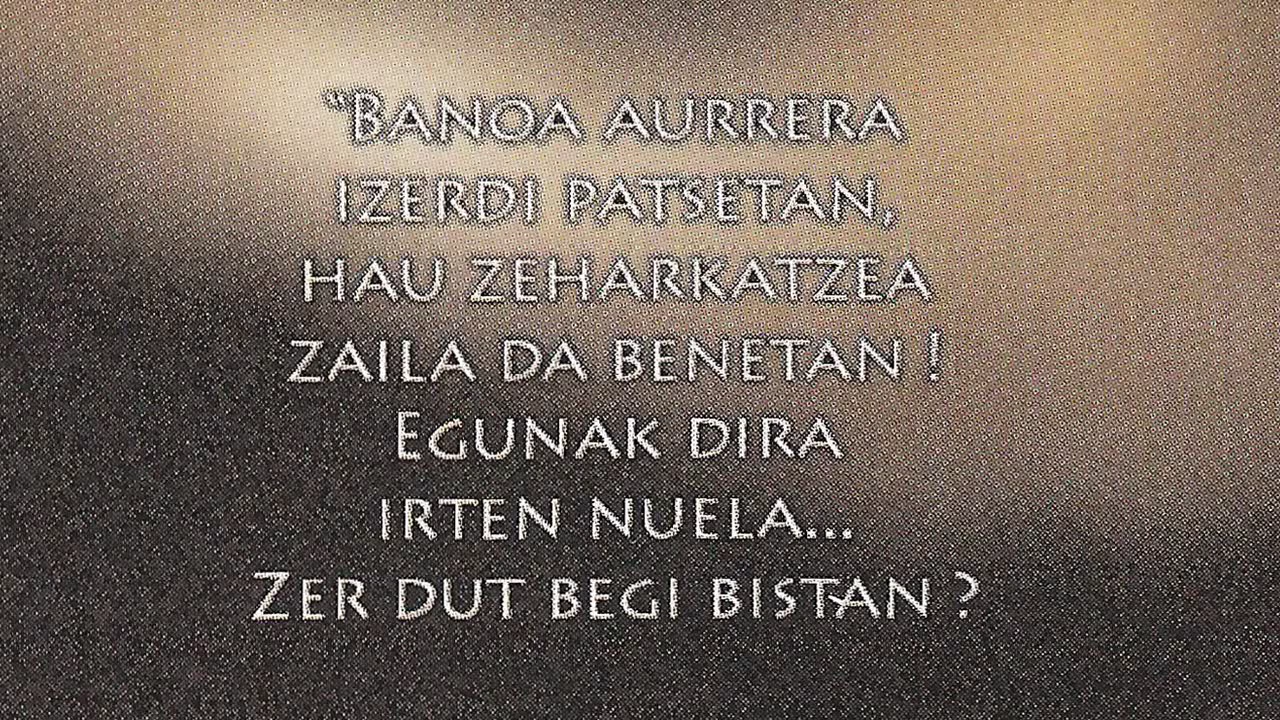 “Banoa aurrera
izerdi patsetan,
hau zeharkatzea
zaila da benetan !
Egunak dira
irten nuela...
Zer dut begi bistan ?